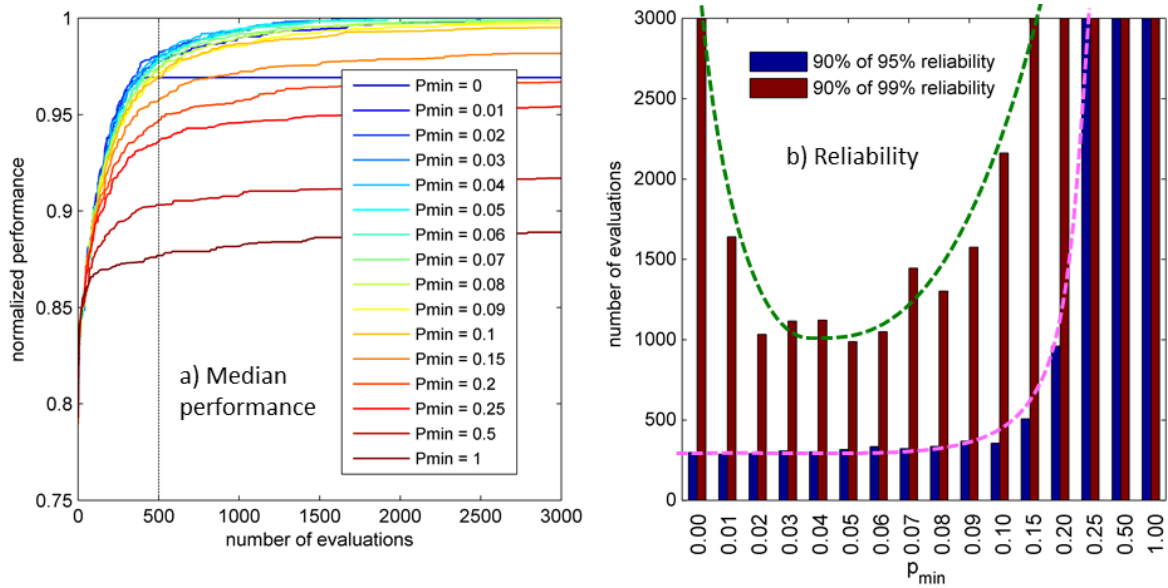 1
0.95
0.9
0.85
0.8
0.75
normalized performance
0
500
1000
1500
2000
2500
3000
number of evaluations
a) Median
performance
Pmin = 0
Pmin = 0.01
Pmin = 0.02
Pmin = 0.03
Pmin = 0.04
Pmin = 0.05
Pmin = 0.06
Pmin = 0.07
Pmin = 0.08
Pmin = 0.09
Pmin = 0.1
Pmin = 0.15
Pmin = 0.2
Pmin = 0.25
Pmin = 0.5
Pmin = 1
3000
2500
2000
1500
1000
500
0
number of evaluations
90% of 95% reliability
90% of 99% reliability
b) Reliability
0.00
0.01
0.02
0.03
0.04
0.05
0.06
0.07
0.08
0.09
0.10
0.15
0.20
0.25
0.50
1.00
pmin